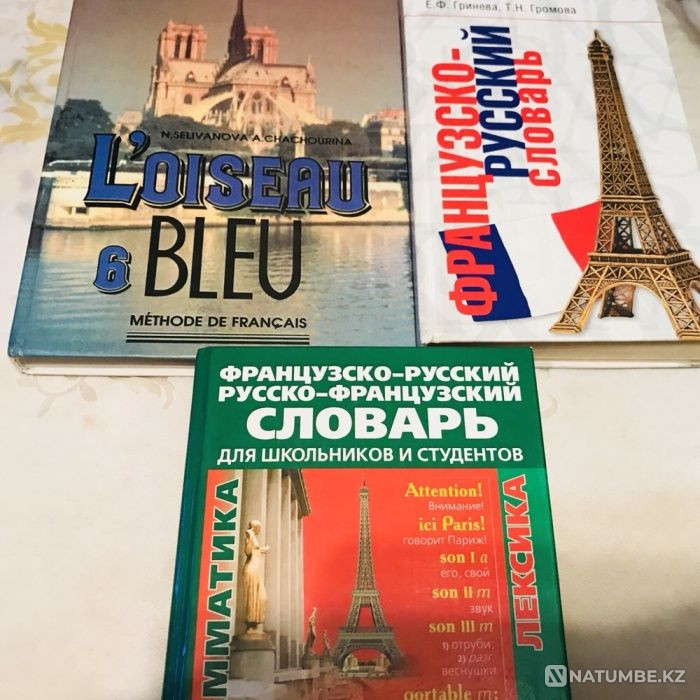 N.SELIVANOVA A.CHACHOURINA
L'OISEAU
6 BLEU
MÉTHODE DE FRANÇAIS
Е.Ф. Гринева, Т.Н. Громова
ФРАНЦУЗСКО-
РУССКИЙ
СЛОВАРЬ
ФРАНЦУЗСКО-РУССКИЙ
РУССКО-ФРАНЦУЗСКИЙ
СЛОВАРЬ
ДЛЯ ШКОЛЬНИКОВ И СТУДЕНТОВ
ММАТИКА
Attention!
Внимание!
ici Paris!
говорит Париж!
son I a
его, свой
son II m
звук
son III m
1) отруби;
2) разг.
веснушки
portable m:
ЛЕКСИКА
NATUMBE.KZ